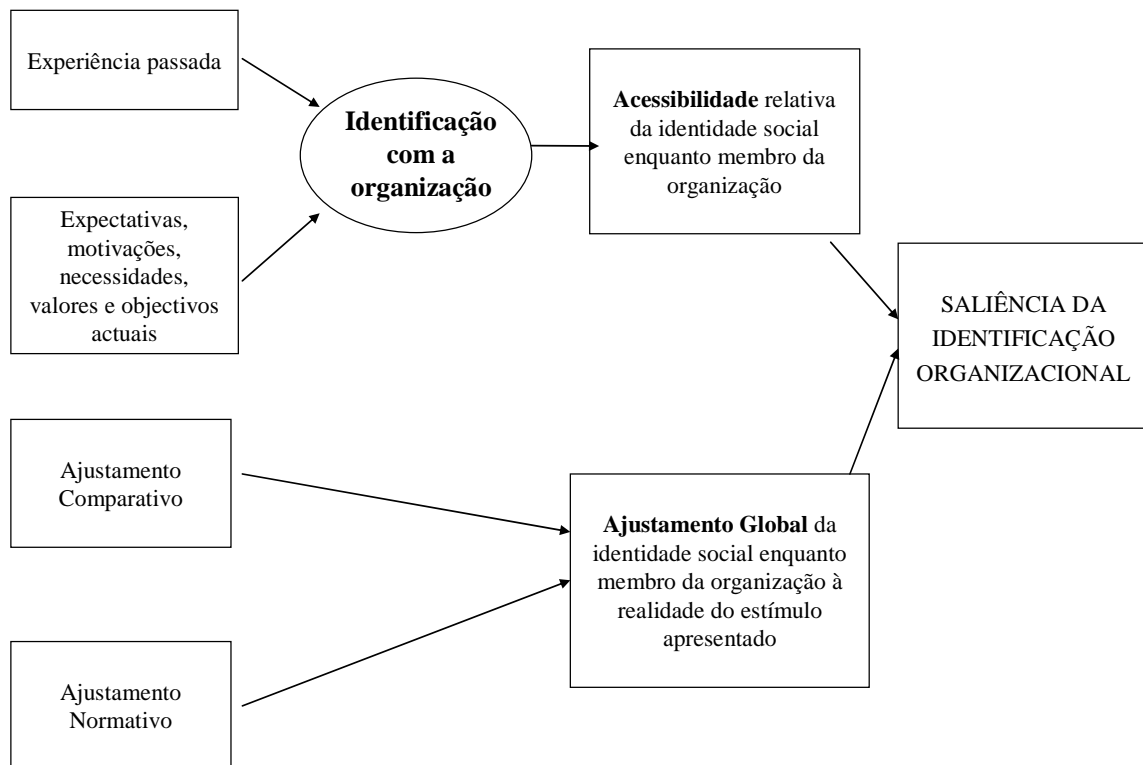 Experiência passada
Identificação
com a
organização
Acessibilidade relativa
da identidade social
enquanto membro da
organização
Expectativas,
motivações,
necessidades,
valores e objectivos
actuais
SALIÊNCIA DA
IDENTIFICAÇÃO
ORGANIZACIONAL
Ajustamento
Comparativo
Ajustamento Global da
identidade social enquanto
membro da organização à
realidade do estímulo
apresentado
Ajustamento
Normativo